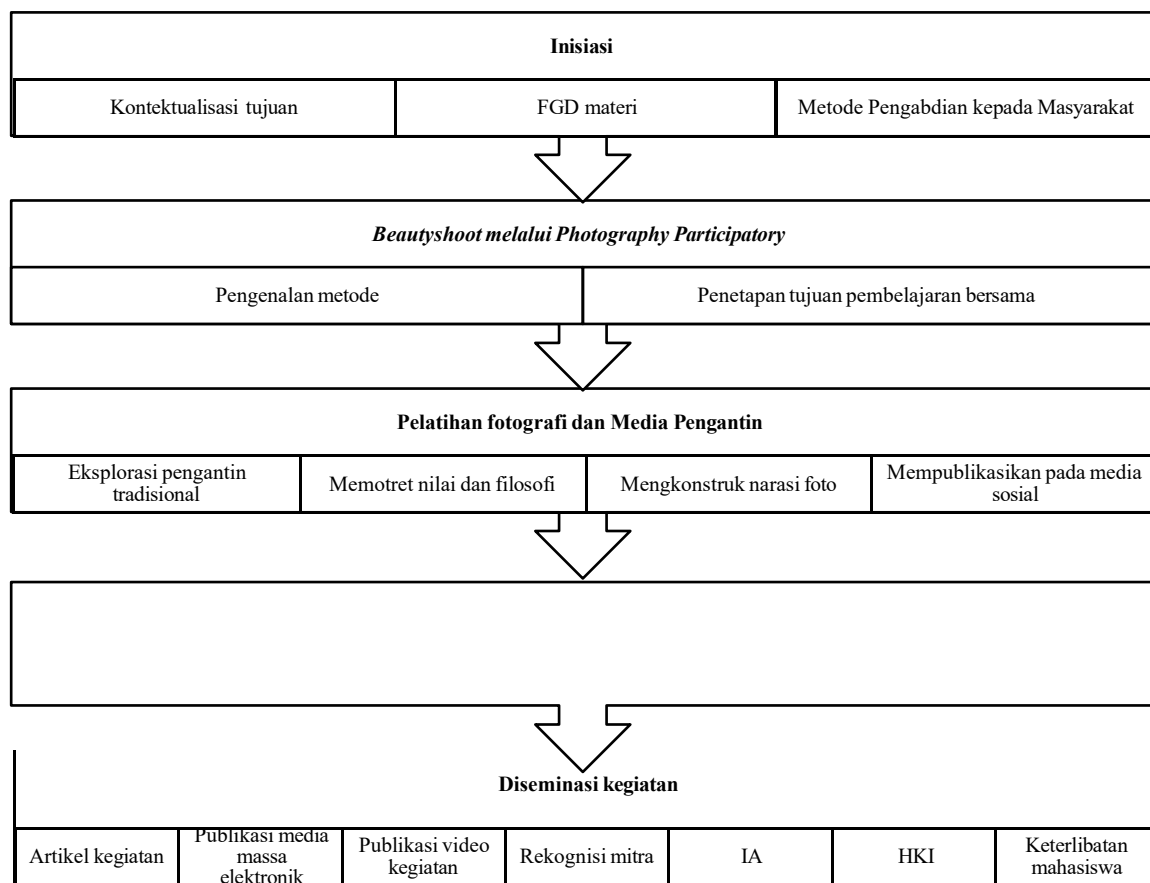 Inisiasi
Kontektualisasi tujuan
FGD materi
Metode Pengabdian kepada Masyarakat
Beautyshoot melalui Photography Participatory
Pengenalan metode
Penetapan tujuan pembelajaran bersama
Pelatihan fotografi dan Media Pengantin
Eksplorasi pengantin
tradisional
Memotret nilai dan filosofi
Mengkonstruk narasi foto
Mempublikasikan pada media
sosial
Diseminasi kegiatan
Artikel kegiatan
Publikasi media
massa
elektronik
Publikasi video
kegiatan
Rekognisi mitra
IA
HKI
Keterlibatan
mahasiswa